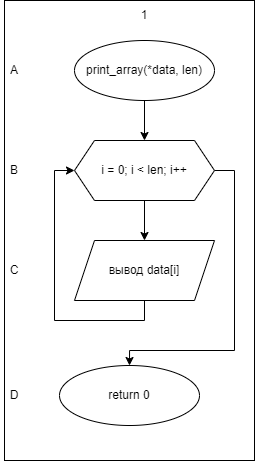 1
A
print_array(*data, len)
B
i = 0; i < len; i++
C
вывод data[i]
D
return 0